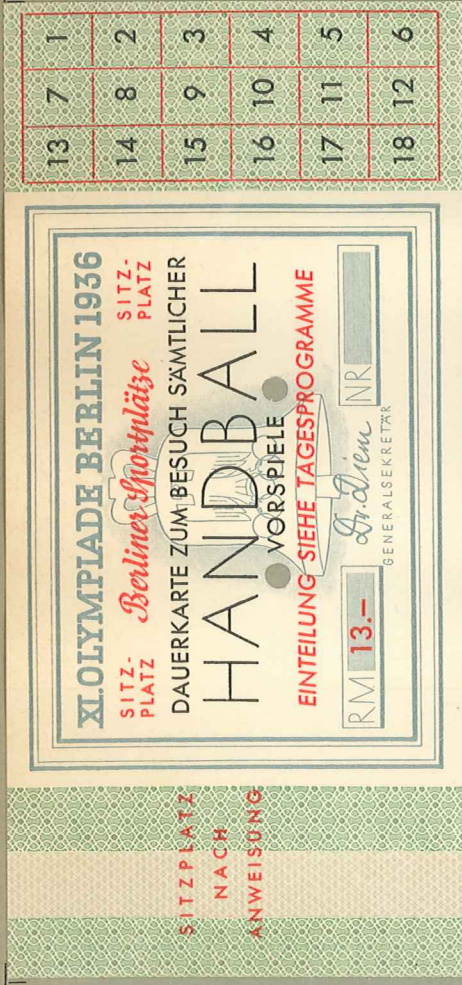 SITZPLATZ
NACH
ANWEISUNG
XI. OLYMPIADE BERLIN 1936
SITZ-
PLATZ
Berliner Sportplätze
SITZ-
PLATZ
DAUERKARTE ZUM BESUCH SÄMTLICHER
HANDBALL
VORSPIELE
EINTEILUNG SIEHE TAGESPROGRAMME
RM 13.–
Dr. Diem
GENERALSEKRETÄR
NR
13 7 1
14 8 2
15 9 3
16 10 4
17 11 5
18 12 6